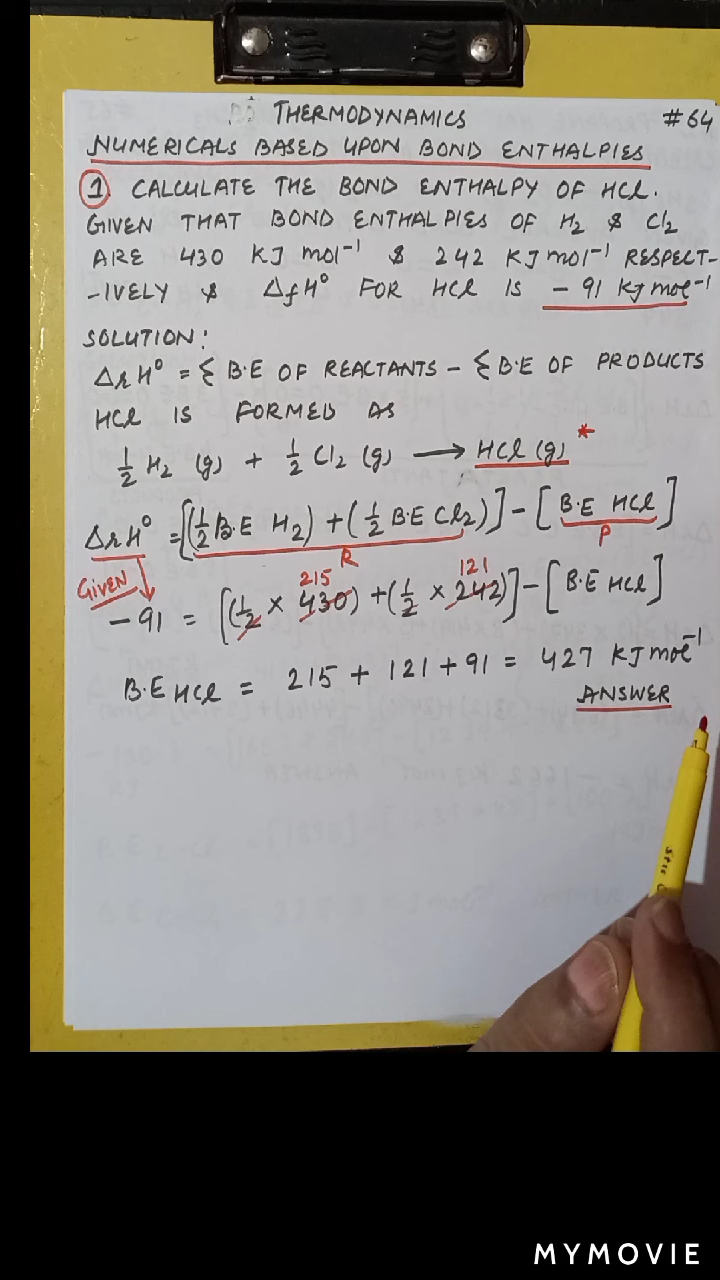 THERMODYNAMICS #64
NUMERICALS BASED UPON BOND ENTHALPIES
1. CALCULATE THE BOND ENTHALPY OF HCl.
GIVEN THAT BOND ENTHALPIES OF H₂ & Cl₂
ARE 430 KJ mol⁻¹ & 242 KJ mol⁻¹ RESPECT-
-IVELY & ΔfH° FOR HCl IS -91 KJ mol⁻¹
SOLUTION:
ΔrH° = Σ B.E OF REACTANTS - Σ B.E OF PRODUCTS
HCl IS FORMED AS
½ H₂ (g) + ½ Cl₂ (g) → HCl (g) *
ΔrH° = [(½ B.E H₂) + (½ B.E Cl₂)] - [B.E HCl]
R P
GIVEN 215 121
-91 = [(½ × 430) + (½ × 242)] - [B.E HCl]
B.E HCl = 215 + 121 + 91 = 427 KJ mol⁻¹
ANSWER
MYMOVIE